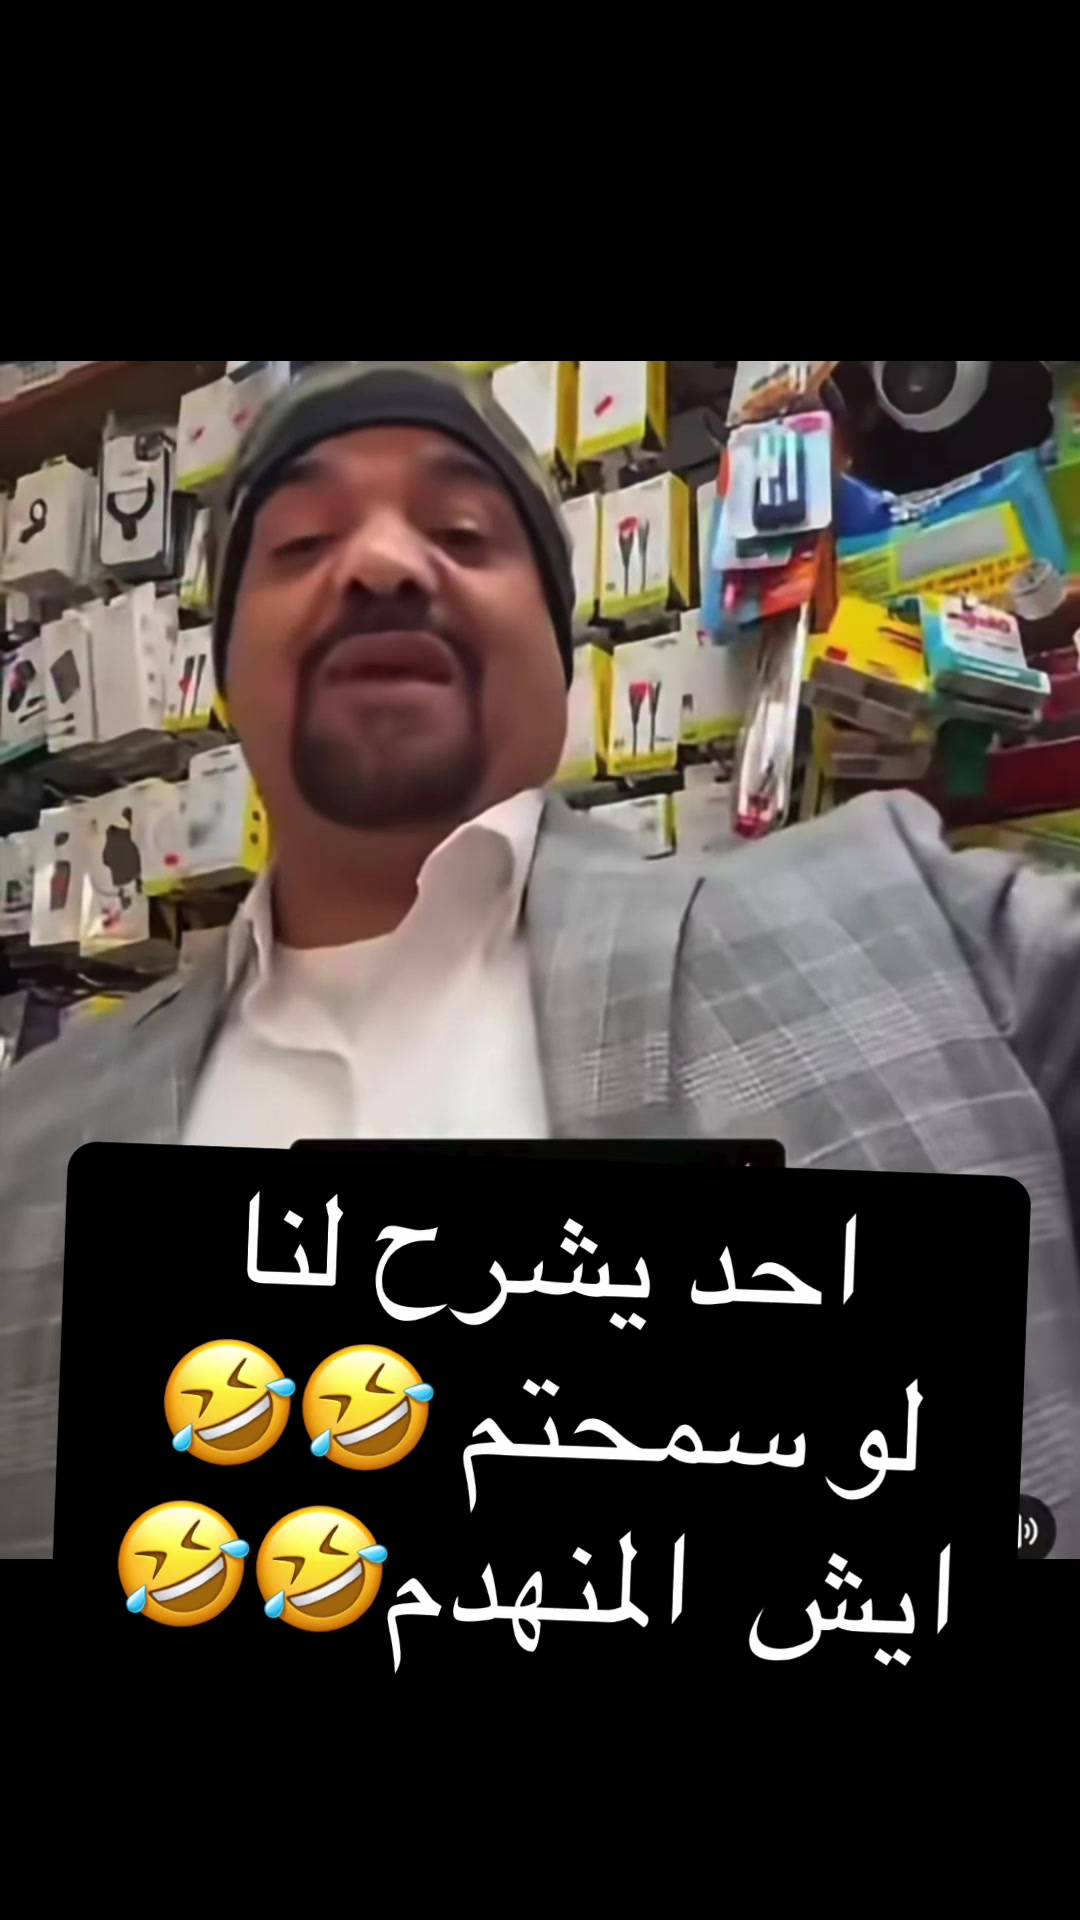 احد يشرح لنا
لو سمحتم 🤣🤣
ايش المنهدم🤣🤣